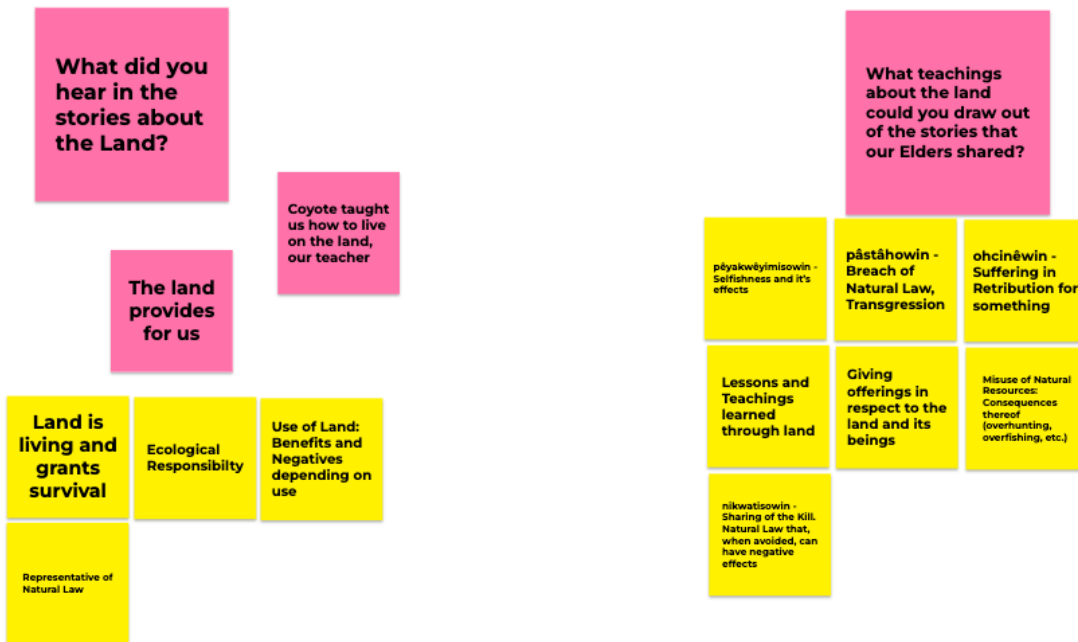 What did you
hear in the
stories about
the Land?
Coyote taught
us how to live
on the land,
our teacher
The land
provides
for us
Land is
living and
grants
survival
Ecological
Responsibilty
Use of Land:
Benefits and
Negatives
depending on
use
Representative of
Natural Law
What teachings
about the land
could you draw out
of the stories that
our Elders shared?
pêyakwêyimisowin -
Selfishness and it's
effects
pâstâhowin -
Breach of
Natural Law,
Transgression
ohcinêwin -
Suffering in
Retribution for
something
Lessons and
Teachings
learned
through land
Giving
offerings in
respect to the
land and its
beings
Misuse of Natural
Resources:
Consequences
thereof
(overhunting,
overfishing, etc.)
nikwatisowin -
Sharing of the Kill.
Natural Law that,
when avoided, can
have negative
effects